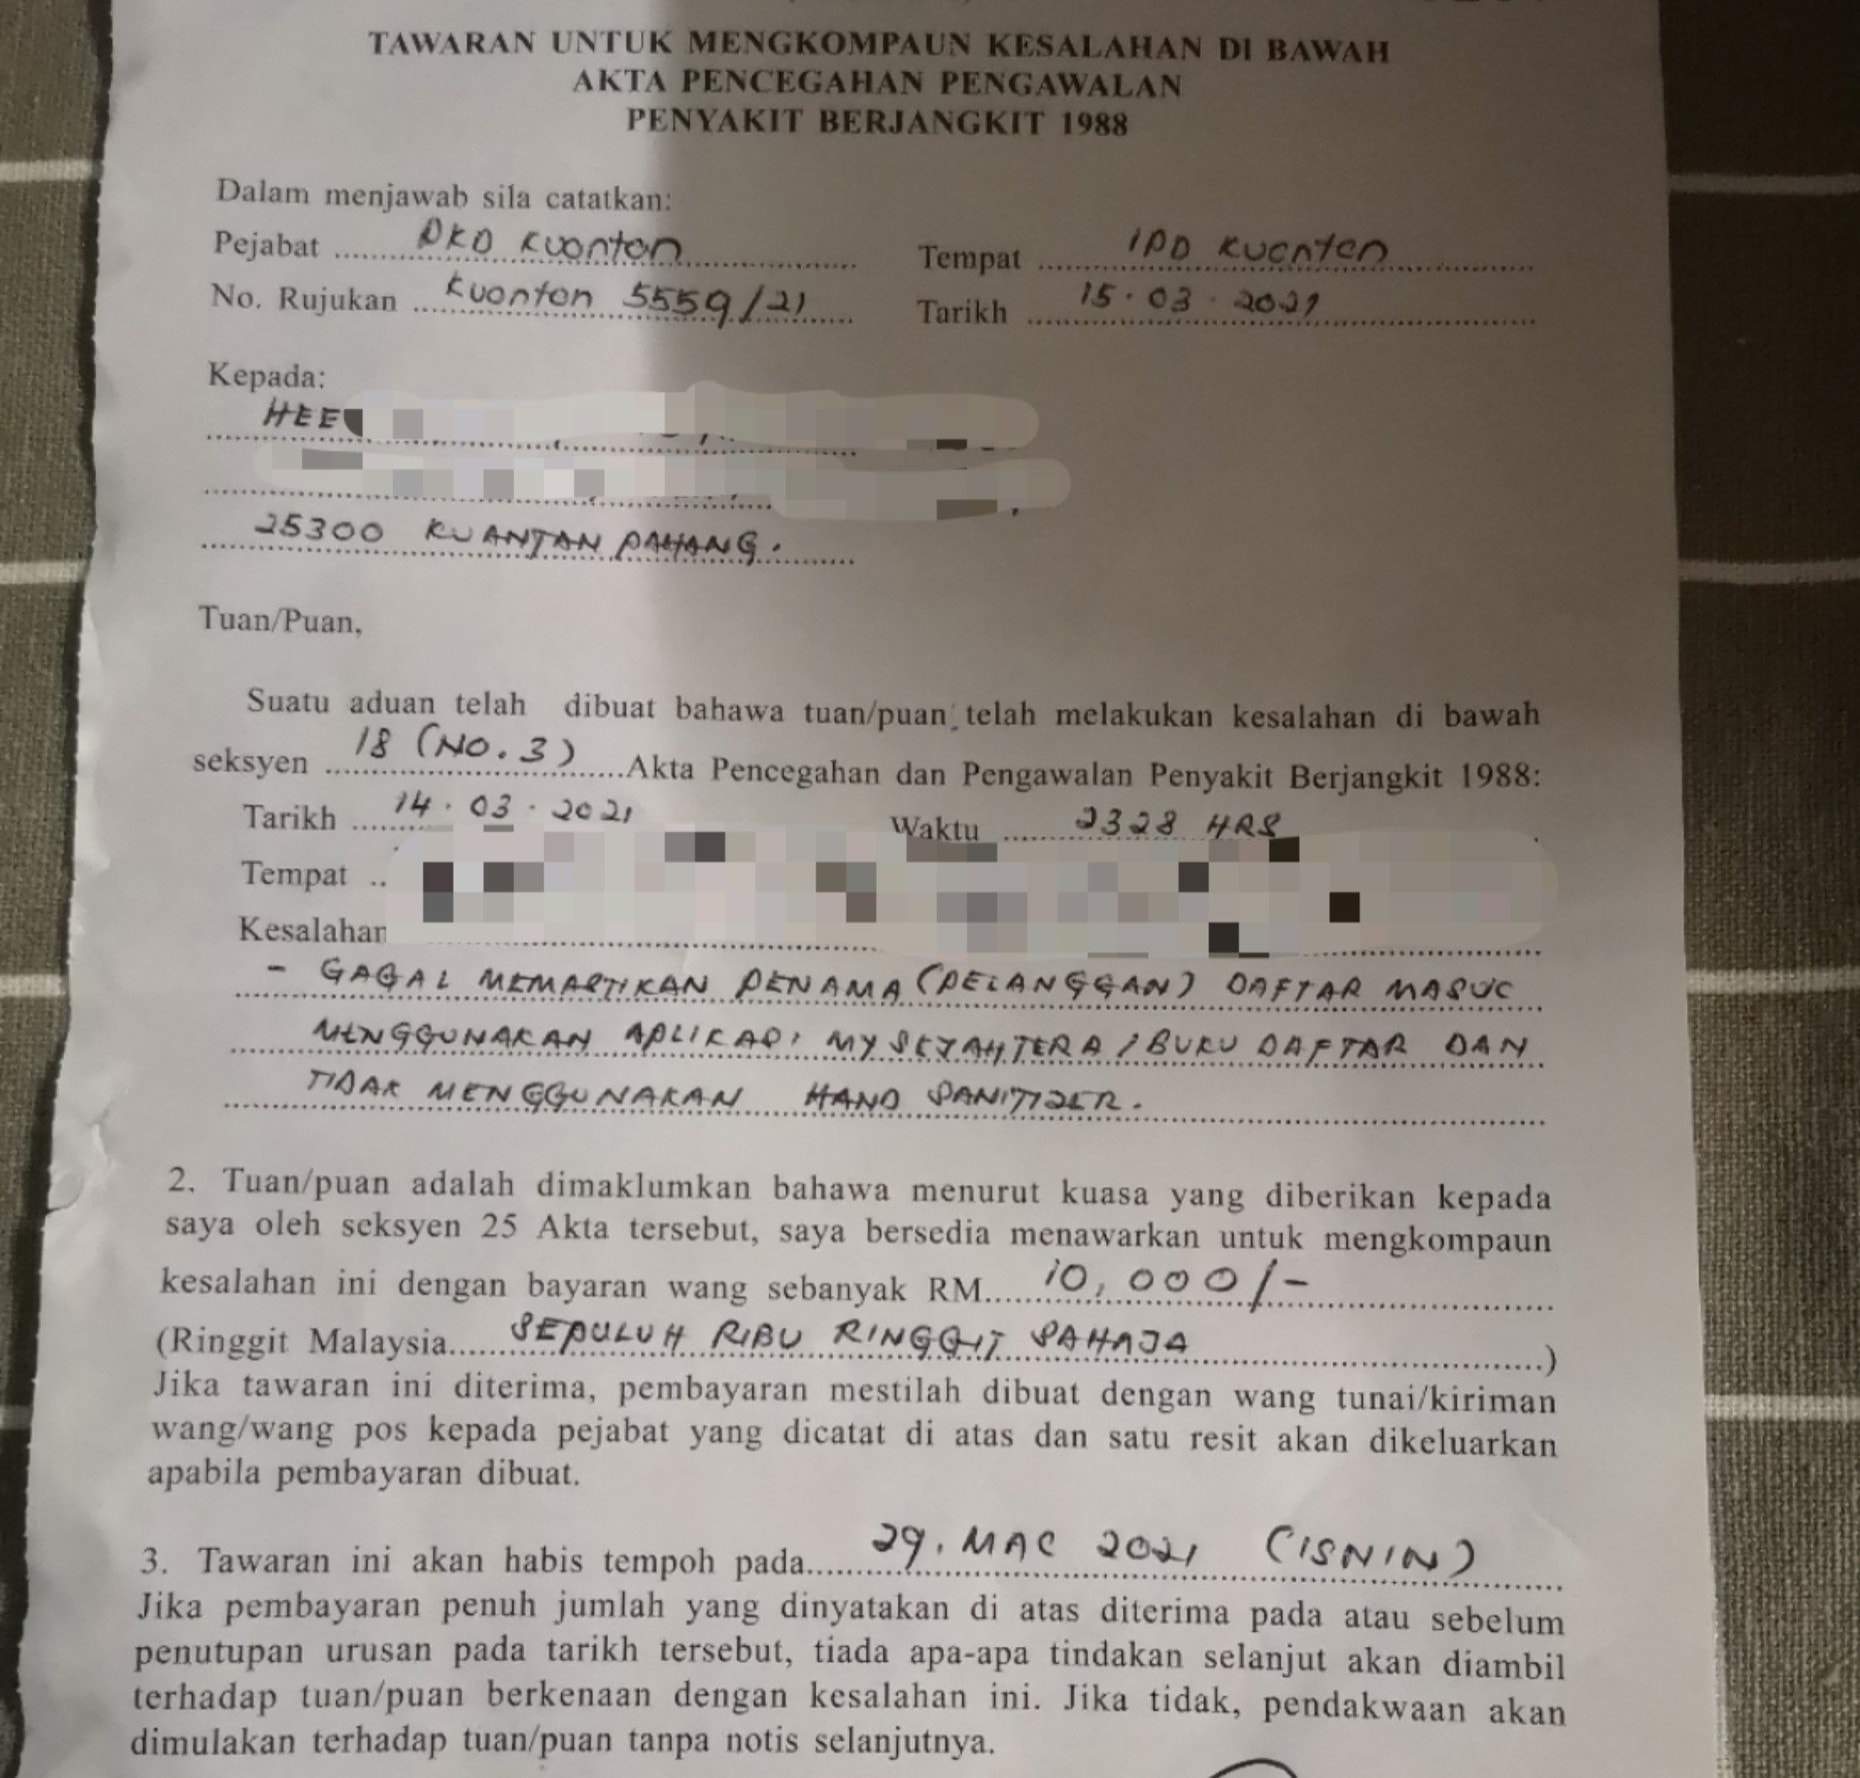 TAWARAN UNTUK MENGKOMPAUN KESALAHAN DI BAWAH
AKTA PENCEGAHAN PENGAWALAN
PENYAKIT BERJANGKIT 1988
Dalam menjawab sila catatkan:
Pejabat PKD Kuantan Tempat IPD Kuantan
No. Rujukan Kuantan 5559/21 Tarikh 15.03.2021
Kepada:
HEE
25300 KUANTAN PAHANG.
Tuan/Puan,
Suatu aduan telah dibuat bahawa tuan/puan telah melakukan kesalahan di bawah
seksyen 18 (NO. 3) Akta Pencegahan dan Pengawalan Penyakit Berjangkit 1988:
Tarikh 14.03.2021 Waktu 2328 HRS
Tempat
Kesalahan
- GAGAL MEMASTIKAN PENAMA (PELANGGAN) DAFTAR MASUK
MENGGUNAKAN APLIKASI MYSEJAHTERA / BUKU DAFTAR DAN
TIDAK MENGGUNAKAN HAND SANITIZER.
2. Tuan/puan adalah dimaklumkan bahawa menurut kuasa yang diberikan kepada
saya oleh seksyen 25 Akta tersebut, saya bersedia menawarkan untuk mengkompaun
kesalahan ini dengan bayaran wang sebanyak RM 10,000/-
(Ringgit Malaysia SEPULUH RIBU RINGGIT SAHAJA )
Jika tawaran ini diterima, pembayaran mestilah dibuat dengan wang tunai/kiriman
wang/wang pos kepada pejabat yang dicatat di atas dan satu resit akan dikeluarkan
apabila pembayaran dibuat.
3. Tawaran ini akan habis tempoh pada 29. MAC 2021 (ISNIN)
Jika pembayaran penuh jumlah yang dinyatakan di atas diterima pada atau sebelum
penutupan urusan pada tarikh tersebut, tiada apa-apa tindakan selanjut akan diambil
terhadap tuan/puan berkenaan dengan kesalahan ini. Jika tidak, pendakwaan akan
dimulakan terhadap tuan/puan tanpa notis selanjutnya.